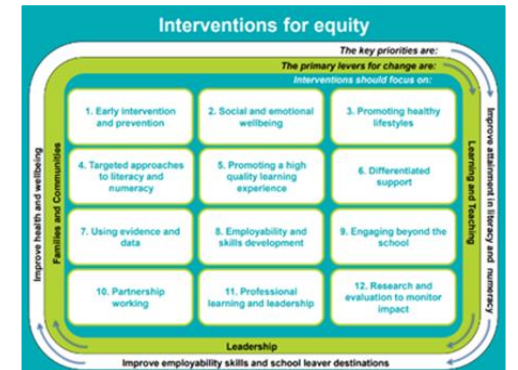 Interventions for equity
The key priorities are:
The primary levers for change are:
Interventions should focus on:
1. Early intervention
and prevention
2. Social and emotional
wellbeing
3. Promoting healthy
lifestyles
4. Targeted approaches
to literacy and
numeracy
5. Promoting a high
quality learning
experience
6. Differentiated
support
7. Using evidence and
data
8. Employability and
skills development
9. Engaging beyond the
school
10. Partnership
working
11. Professional
learning and leadership
12. Research and
evaluation to monitor
impact
Improve health and wellbeing
Families and Communities
Learning and Teaching
Improve attainment in literacy and numeracy
Leadership
Improve employability skills and school leaver destinations